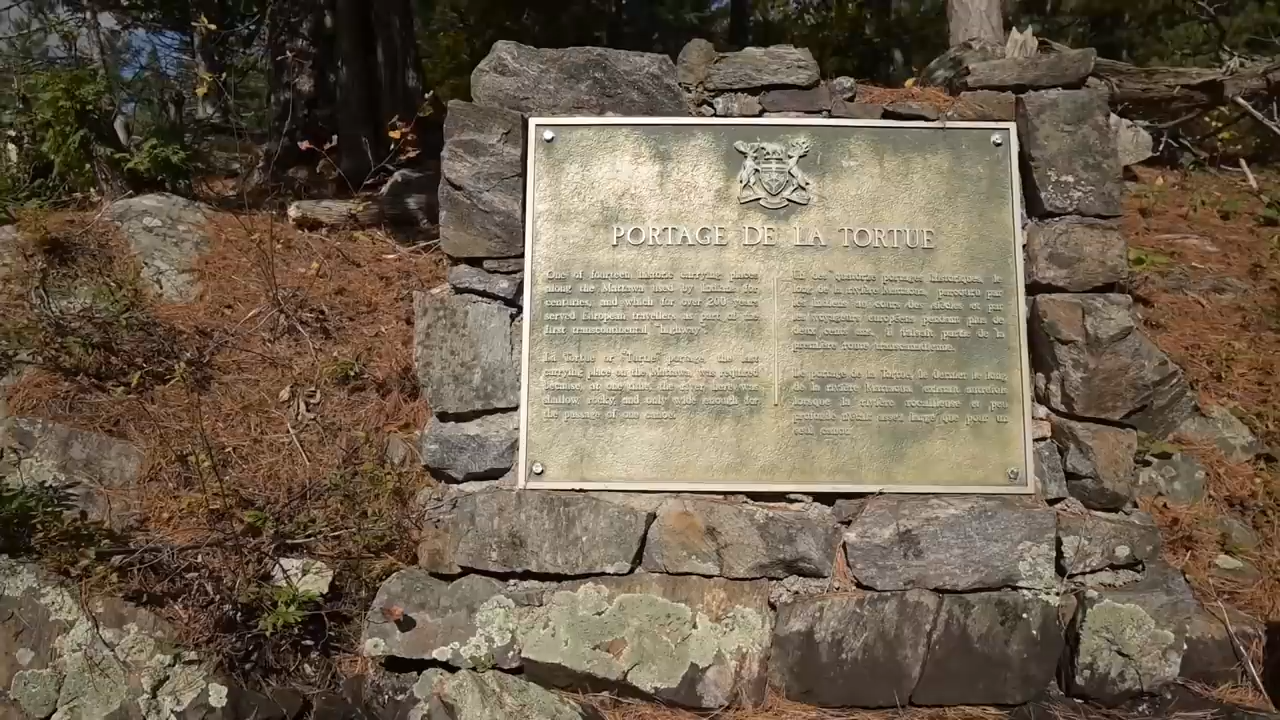 PORTAGE DE LA TORTUE
One of fourteen historic carrying places
along the Mattawa used by Indians for
centuries, and which for over 200 years
served European travellers as part of the
first transcontinental "highway".
La Tortue or "Turtle" portage, the last
carrying place on the Mattawa, was required
because, at one time, the river here was
shallow, rocky, and only wide enough for
the passage of one canoe.
Un des quatorze portages historiques le
long de la rivière Mattawa, parcouru par
les Indiens au cours des siècles et par
les voyageurs européens pendant plus de
deux cents ans, il faisait partie de la
première route transcontinentale.
Le portage de la Tortue, le dernier le long
de la rivière Mattawa, existait autrefois
lorsque la rivière rocailleuse et peu
profonde n'était assez large que pour un
seul canot.